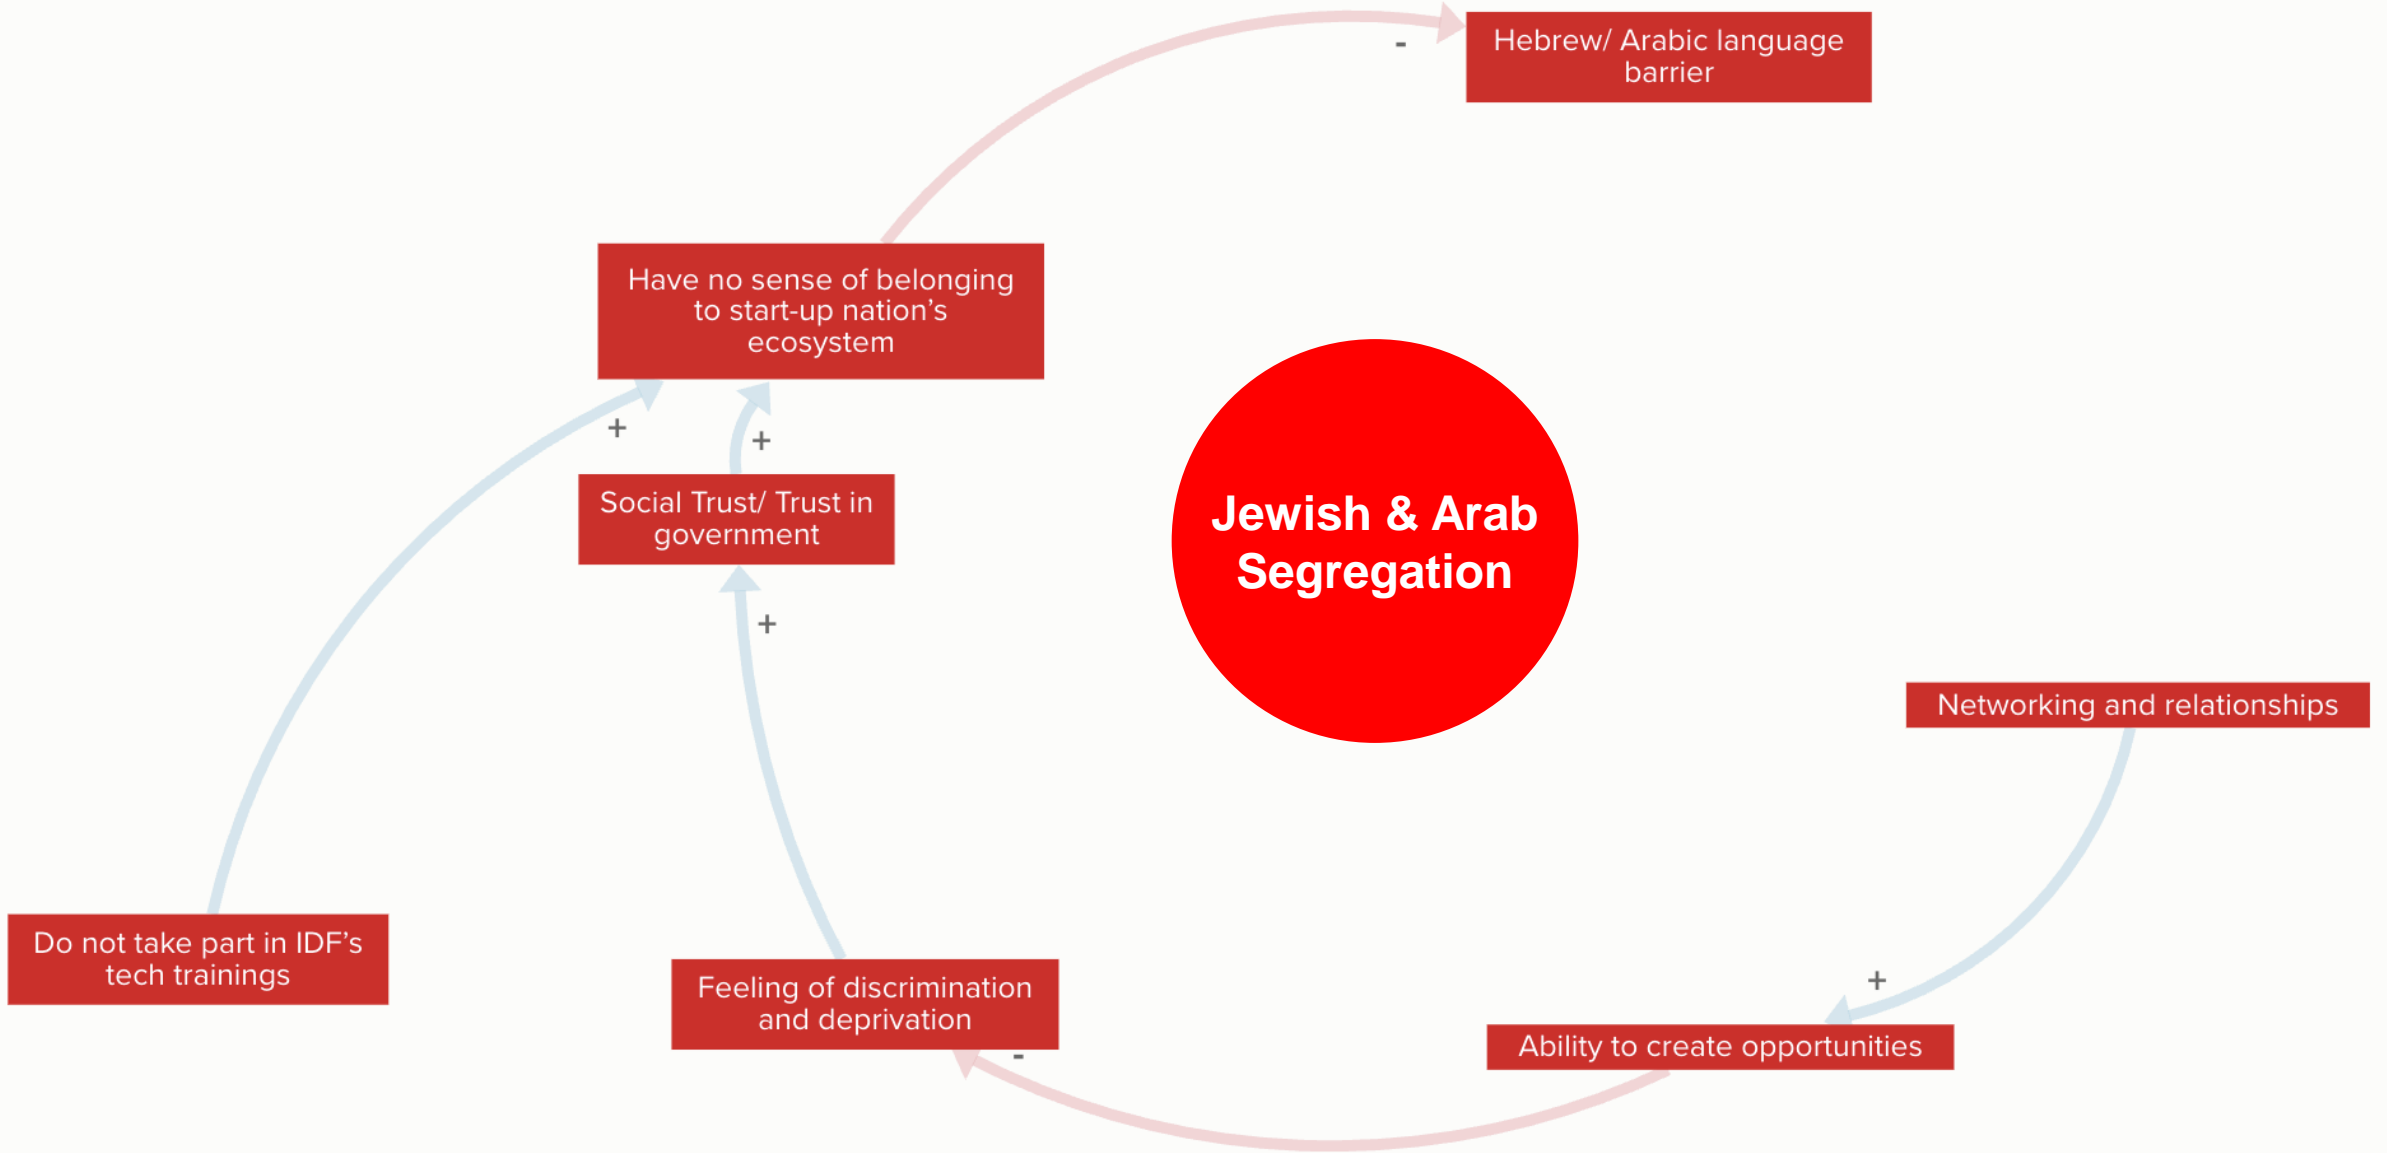 -
Hebrew/ Arabic language
barrier
Have no sense of belonging
to start-up nation’s
ecosystem
+
+
Social Trust/ Trust in
government
+
Jewish & Arab
Segregation
Networking and relationships
Do not take part in IDF’s
tech trainings
Feeling of discrimination
and deprivation
-
+
Ability to create opportunities